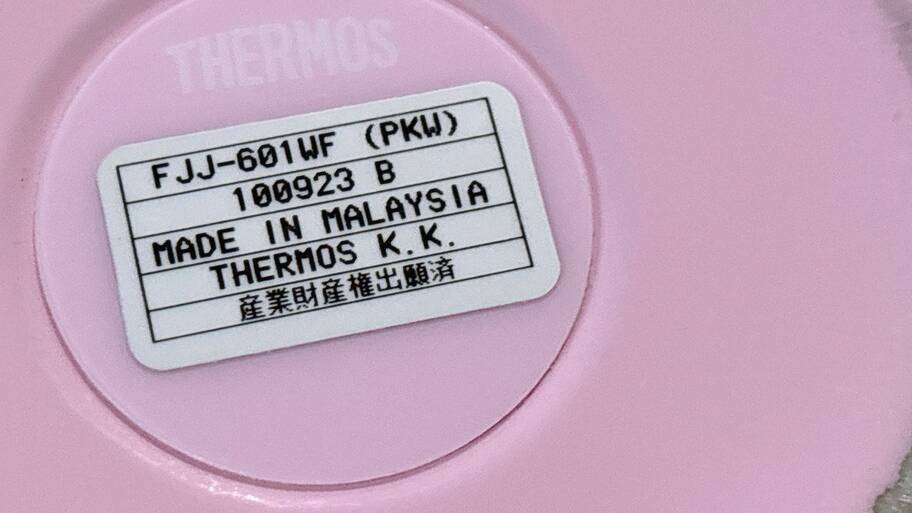 THERMOS
FJJ-601WF (PKW)
100923 B
MADE IN MALAYSIA
THERMOS K.K.
産業財産権出願済